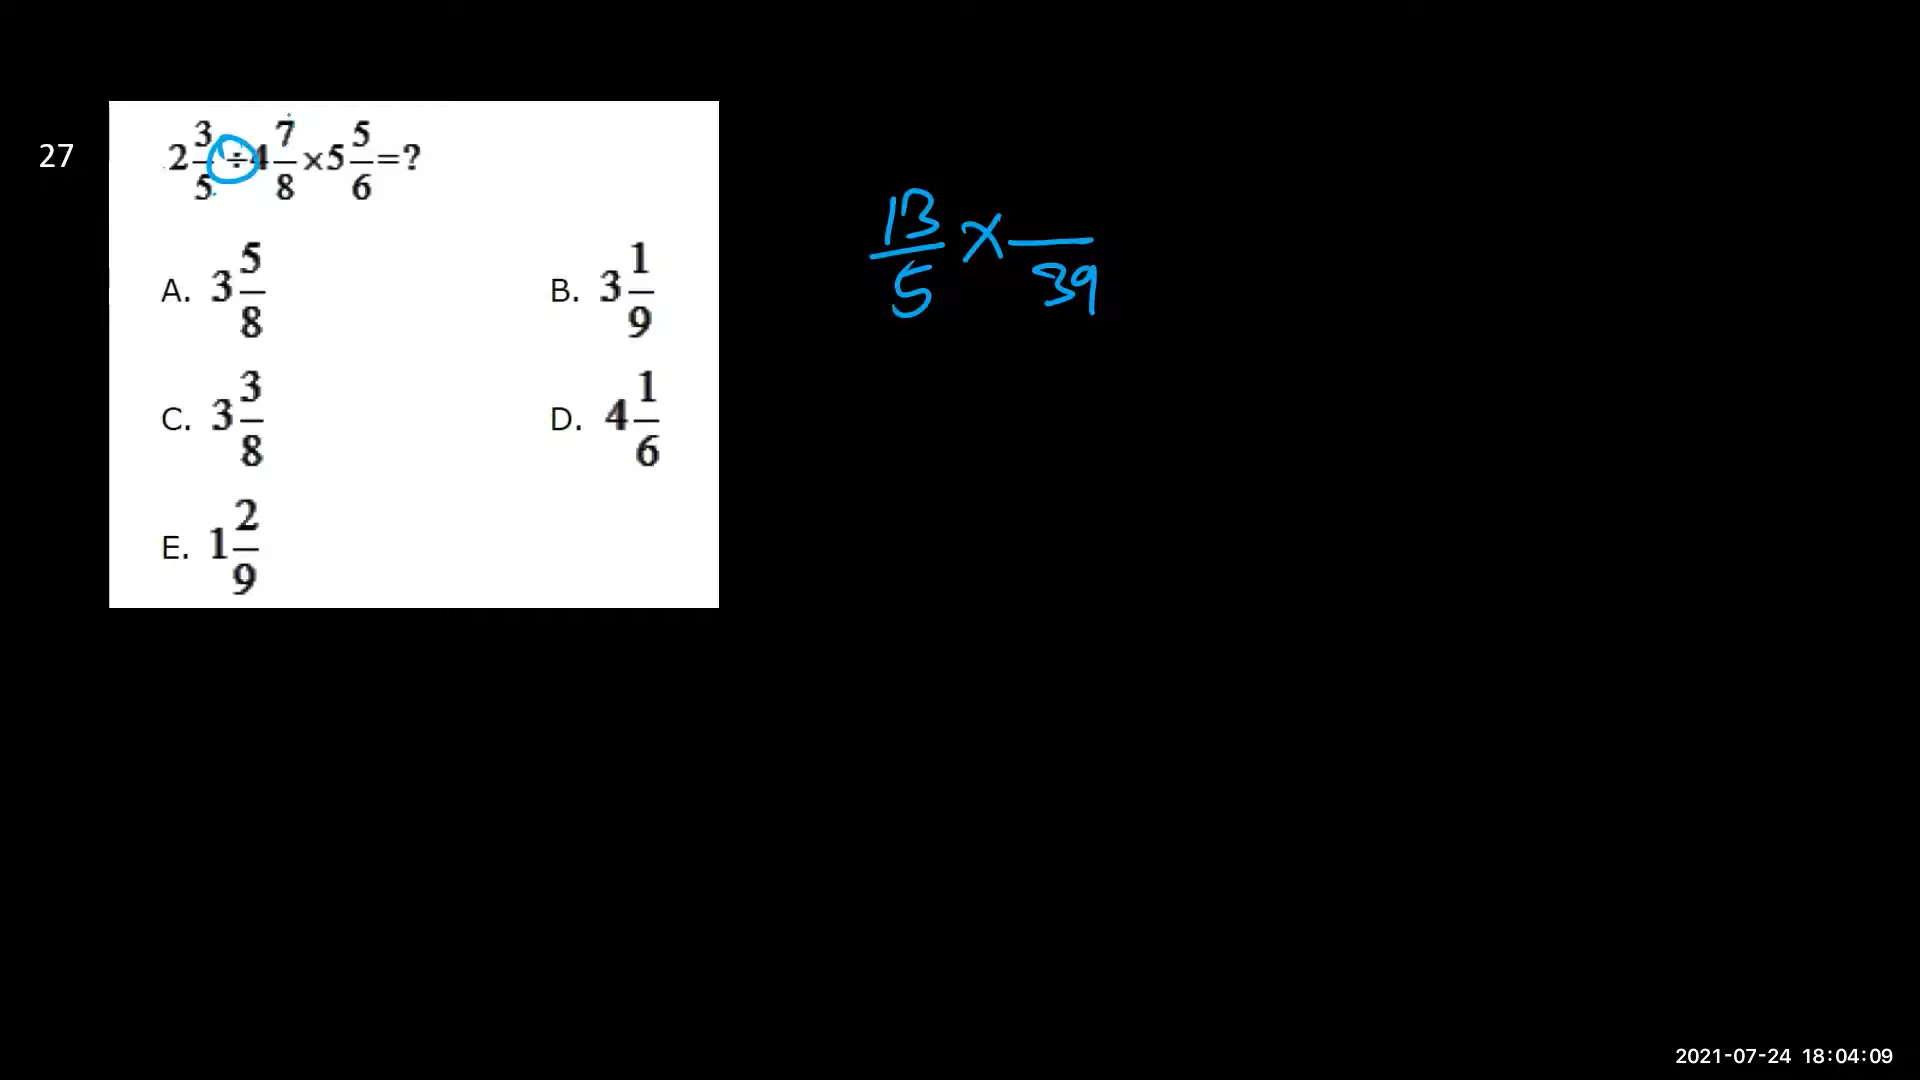 27
2 3/5 ÷ 4 7/8 × 5 5/6 = ?
A. 3 5/8
B. 3 1/9
C. 3 3/8
D. 4 1/6
E. 1 2/9
13/5 × /39
2021-07-24 18:04:09